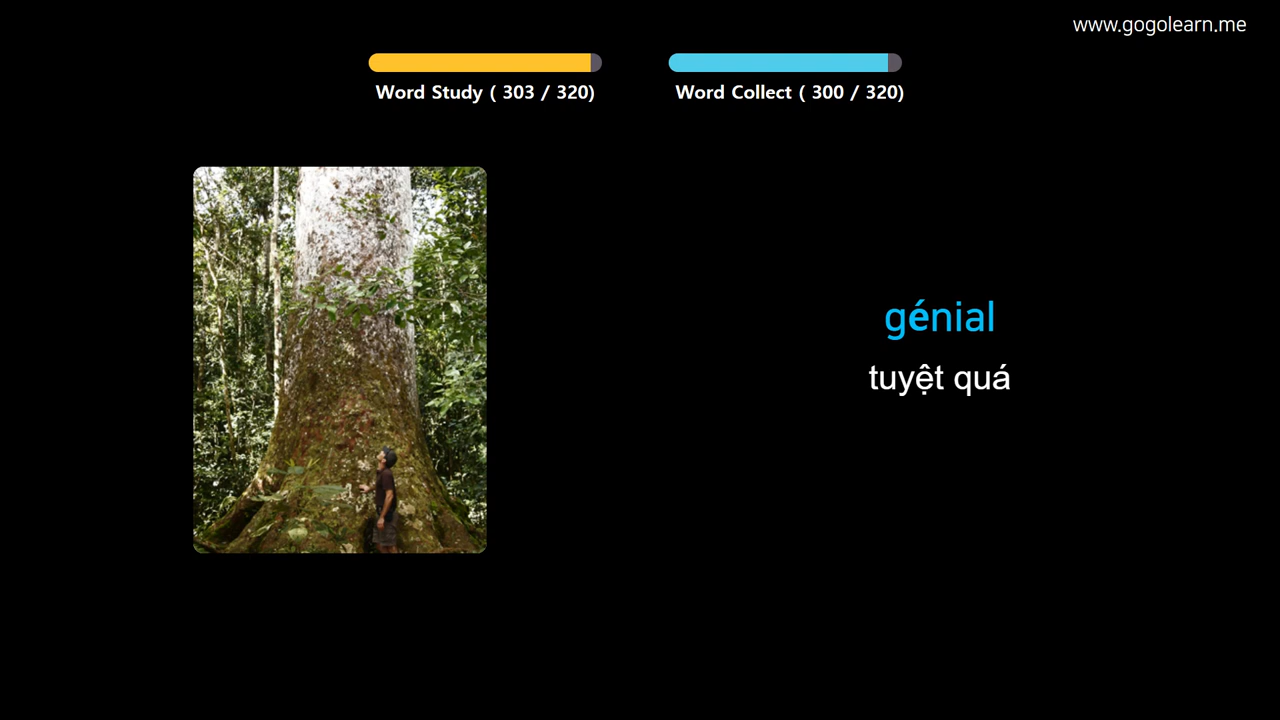 www.gogolearn.me
Word Study ( 303 / 320)
Word Collect ( 300 / 320)
génial
tuyệt quá